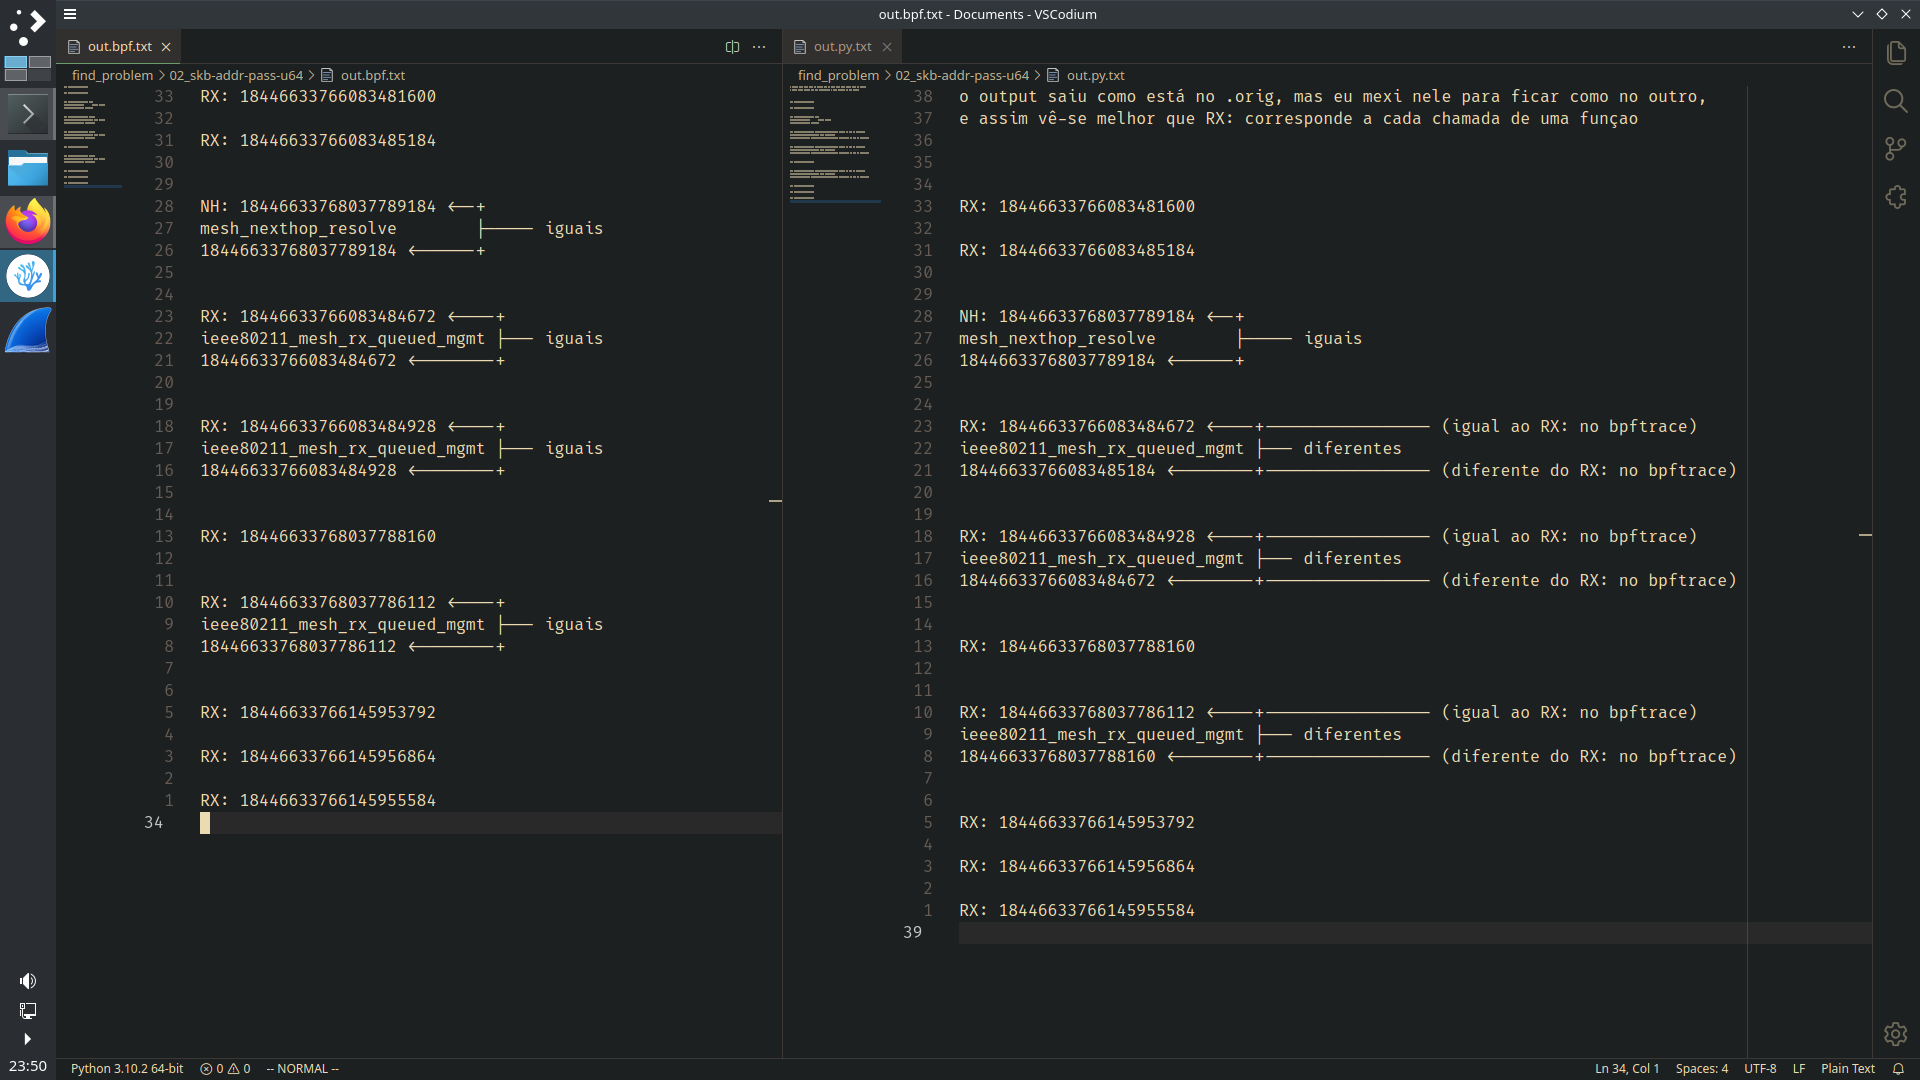 out.bpf.txt - Documents - VSCodium
out.bpf.txt
find_problem > 02_skb-addr-pass-u64 > out.bpf.txt
33 RX: 18446633766083481600
32
31 RX: 18446633766083485184
30
29
28 NH: 18446633768037789184 <--+
27 mesh_nexthop_resolve ├---- iguais
26 18446633768037789184 <------+
25
24
23 RX: 18446633766083484672 <----+
22 ieee80211_mesh_rx_queued_mgmt ├--- iguais
21 18446633766083484672 <--------+
20
19
18 RX: 18446633766083484928 <----+
17 ieee80211_mesh_rx_queued_mgmt ├--- iguais
16 18446633766083484928 <--------+
15
14
13 RX: 18446633768037788160
12
11
10 RX: 18446633768037786112 <----+
9 ieee80211_mesh_rx_queued_mgmt ├--- iguais
8 18446633768037786112 <--------+
7
6
5 RX: 18446633766145953792
4
3 RX: 18446633766145956864
2
1 RX: 18446633766145955584
34
out.py.txt
find_problem > 02_skb-addr-pass-u64 > out.py.txt
38 o output saiu como está no .orig, mas eu mexi nele para ficar como no outro,
37 e assim vê-se melhor que RX: corresponde a cada chamada de uma funçao
36
35
34
33 RX: 18446633766083481600
32
31 RX: 18446633766083485184
30
29
28 NH: 18446633768037789184 <--+
27 mesh_nexthop_resolve ├---- iguais
26 18446633768037789184 <------+
25
24
23 RX: 18446633766083484672 <----+---------------- (igual ao RX: no bpftrace)
22 ieee80211_mesh_rx_queued_mgmt ├--- diferentes
21 18446633766083485184 <--------+---------------- (diferente do RX: no bpftrace)
20
19
18 RX: 18446633766083484928 <----+---------------- (igual ao RX: no bpftrace)
17 ieee80211_mesh_rx_queued_mgmt ├--- diferentes
16 18446633766083484672 <--------+---------------- (diferente do RX: no bpftrace)
15
14
13 RX: 18446633768037788160
12
11
10 RX: 18446633768037786112 <----+---------------- (igual ao RX: no bpftrace)
9 ieee80211_mesh_rx_queued_mgmt ├--- diferentes
8 18446633768037788160 <--------+---------------- (diferente do RX: no bpftrace)
7
6
5 RX: 18446633766145953792
4
3 RX: 18446633766145956864
2
1 RX: 18446633766145955584
39
23:50
Python 3.10.2 64-bit 0 0 -- NORMAL -- Ln 34, Col 1 Spaces: 4 UTF-8 LF Plain Text